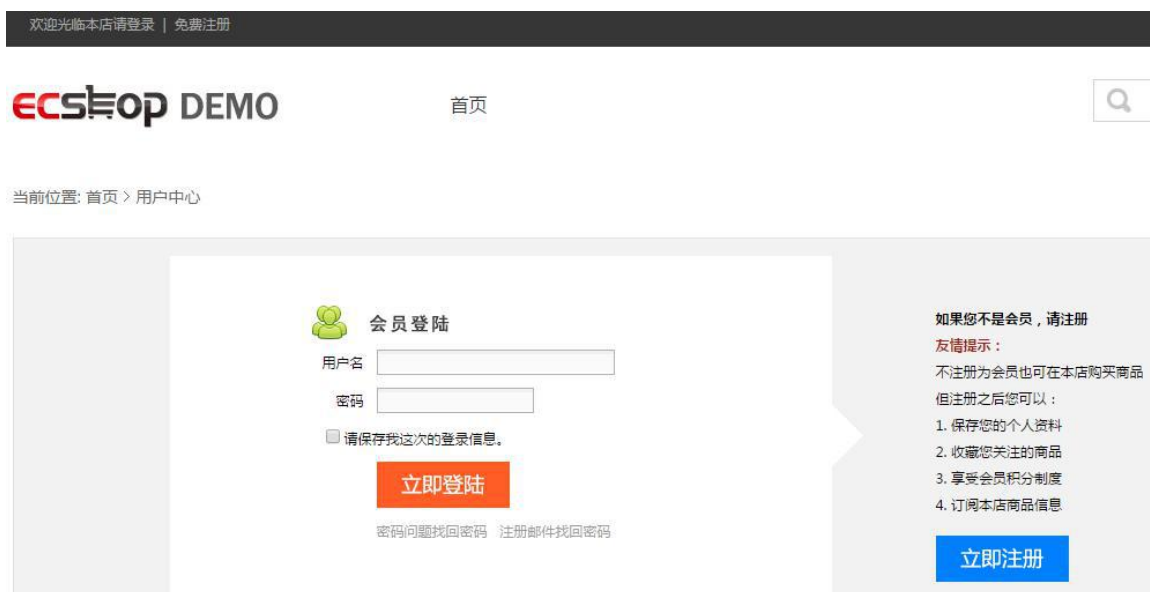 欢迎光临本店请登录 | 免费注册
ECSHOP DEMO
首页
当前位置: 首页 > 用户中心
会员登陆
用户名
密码
请保存我这次的登录信息。
立即登陆
密码问题找回密码 注册邮件找回密码
如果您不是会员，请注册
友情提示：
不注册为会员也可在本店购买商品
但注册之后您可以：
1. 保存您的个人资料
2. 收藏您关注的商品
3. 享受会员积分制度
4. 订阅本店商品信息
立即注册